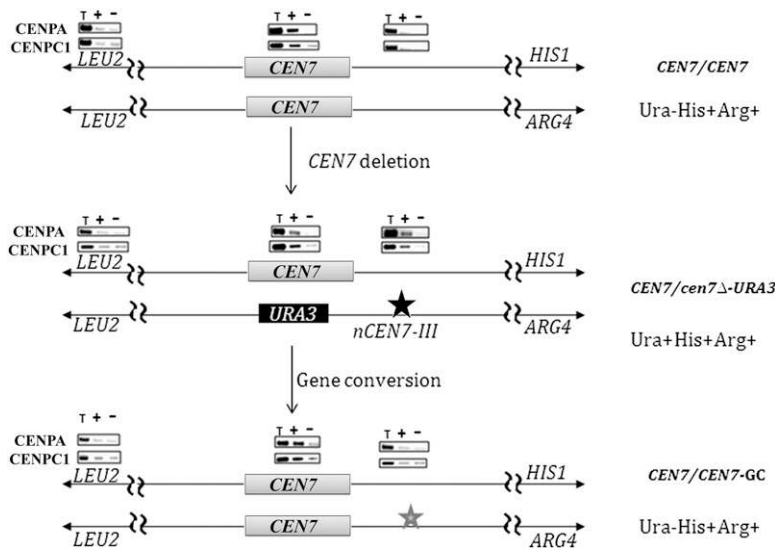 T + − T + − T + −
CENPA
CENPC1
LEU2 CEN7 HIS1 CEN7/CEN7
LEU2 CEN7 ARG4 Ura-His+Arg+
CEN7 deletion
T + − T + − T + −
CENPA
CENPC1
LEU2 CEN7 HIS1
CEN7/cen7Δ-URA3
LEU2 URA3 nCEN7-III ARG4
Ura+His+Arg+
Gene conversion
T + − T + − T + −
CENPA
CENPC1
LEU2 CEN7 HIS1 CEN7/CEN7-GC
LEU2 CEN7 ARG4 Ura-His+Arg+